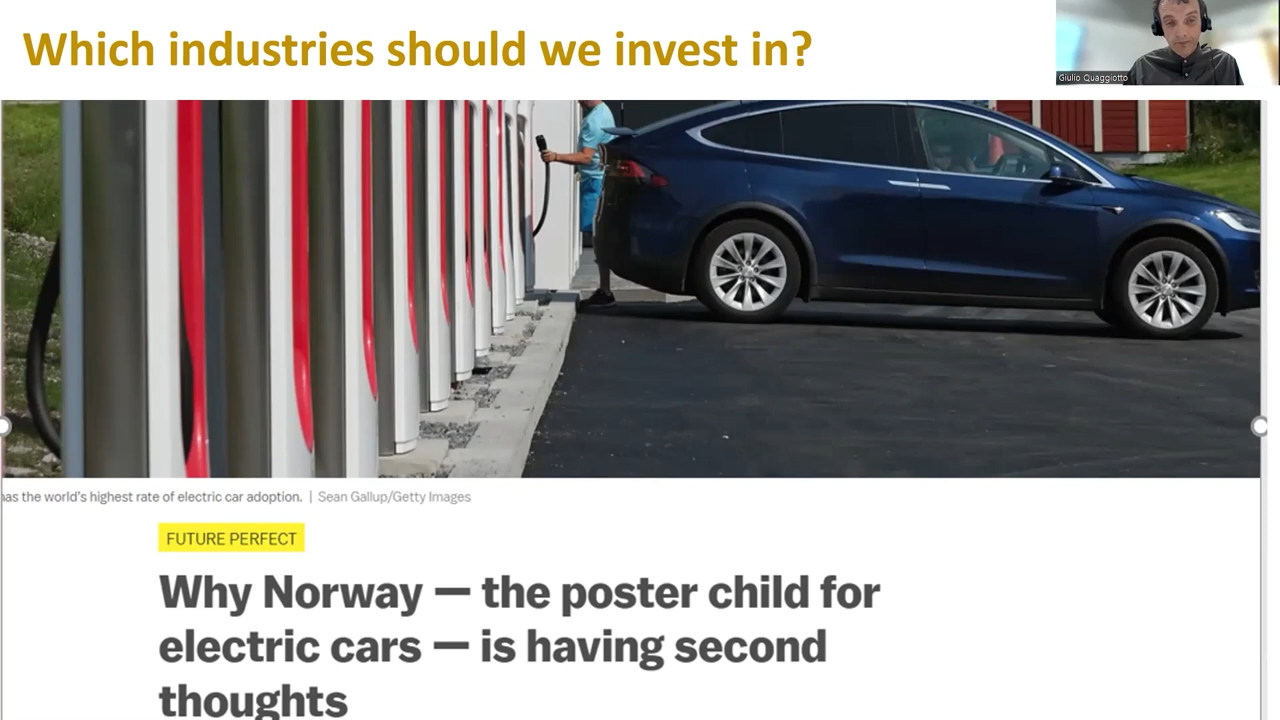 Which industries should we invest in?
Giulio Quaggiotto
has the world's highest rate of electric car adoption. | Sean Gallup/Getty Images
FUTURE PERFECT
Why Norway — the poster child for
electric cars — is having second
thoughts